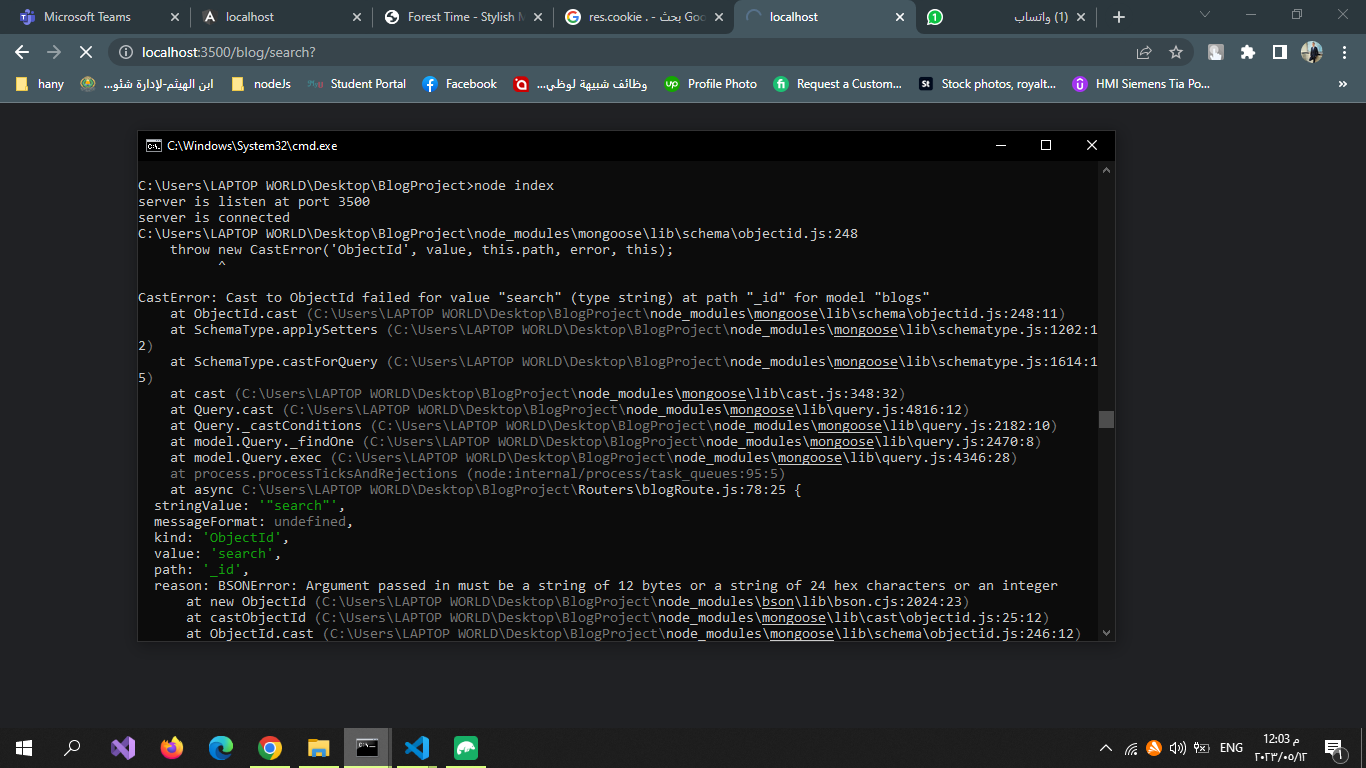 Microsoft Teams
localhost
Forest Time - Stylish M
res.cookie . - بحث Goo
localhost
(1) واتساب
localhost:3500/blog/search?
hany
ابن الهيثم-لإدارة شئو...
nodeJs
Student Portal
Facebook
وظائف شبيهة لوظي...
Profile Photo
Request a Custom...
Stock photos, royalt...
HMI Siemens Tia Po...
»
C:\Windows\System32\cmd.exe
C:\Users\LAPTOP WORLD\Desktop\BlogProject>node index
server is listen at port 3500
server is connected
C:\Users\LAPTOP WORLD\Desktop\BlogProject\node_modules\mongoose\lib\schema\objectid.js:248
throw new CastError('ObjectId', value, this.path, error, this);
^
CastError: Cast to ObjectId failed for value "search" (type string) at path "_id" for model "blogs"
at ObjectId.cast (C:\Users\LAPTOP WORLD\Desktop\BlogProject\node_modules\mongoose\lib\schema\objectid.js:248:11)
at SchemaType.applySetters (C:\Users\LAPTOP WORLD\Desktop\BlogProject\node_modules\mongoose\lib\schematype.js:1202:1
2)
at SchemaType.castForQuery (C:\Users\LAPTOP WORLD\Desktop\BlogProject\node_modules\mongoose\lib\schematype.js:1614:1
5)
at cast (C:\Users\LAPTOP WORLD\Desktop\BlogProject\node_modules\mongoose\lib\cast.js:348:32)
at Query.cast (C:\Users\LAPTOP WORLD\Desktop\BlogProject\node_modules\mongoose\lib\query.js:4816:12)
at Query._castConditions (C:\Users\LAPTOP WORLD\Desktop\BlogProject\node_modules\mongoose\lib\query.js:2182:10)
at model.Query._findOne (C:\Users\LAPTOP WORLD\Desktop\BlogProject\node_modules\mongoose\lib\query.js:2470:8)
at model.Query.exec (C:\Users\LAPTOP WORLD\Desktop\BlogProject\node_modules\mongoose\lib\query.js:4346:28)
at process.processTicksAndRejections (node:internal/process/task_queues:95:5)
at async C:\Users\LAPTOP WORLD\Desktop\BlogProject\Routers\blogRoute.js:78:25 {
stringValue: '"search"',
messageFormat: undefined,
kind: 'ObjectId',
value: 'search',
path: '_id',
reason: BSONError: Argument passed in must be a string of 12 bytes or a string of 24 hex characters or an integer
at new ObjectId (C:\Users\LAPTOP WORLD\Desktop\BlogProject\node_modules\bson\lib\bson.cjs:2024:23)
at castObjectId (C:\Users\LAPTOP WORLD\Desktop\BlogProject\node_modules\mongoose\lib\cast\objectid.js:25:12)
at ObjectId.cast (C:\Users\LAPTOP WORLD\Desktop\BlogProject\node_modules\mongoose\lib\schema\objectid.js:246:12)
ENG
12:03 م
٢٠٢٣/٠٥/١٢
1